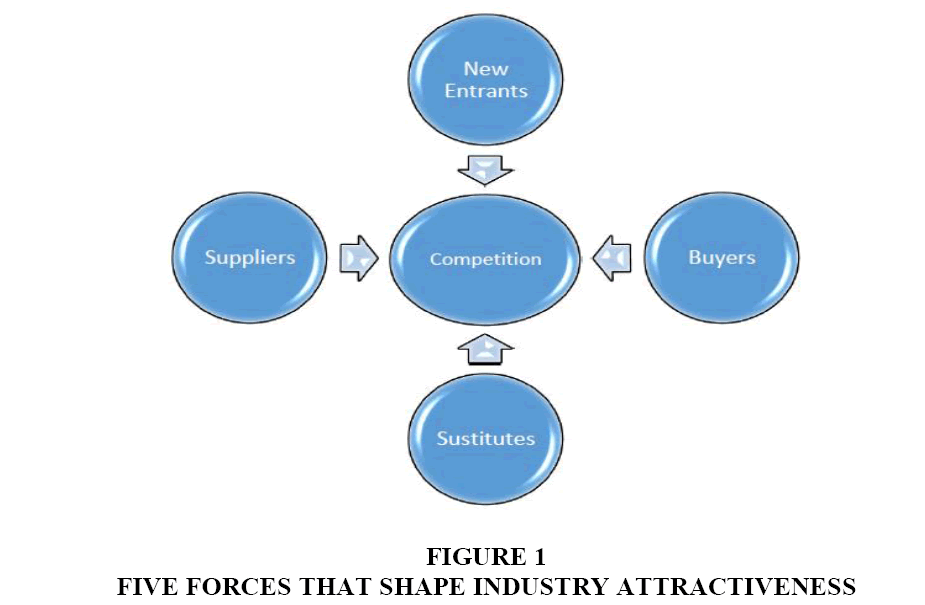 New
Entrants
Suppliers
Competition
Buyers
Sustitutes
FIGURE 1
FIVE FORCES THAT SHAPE INDUSTRY ATTRACTIVENESS